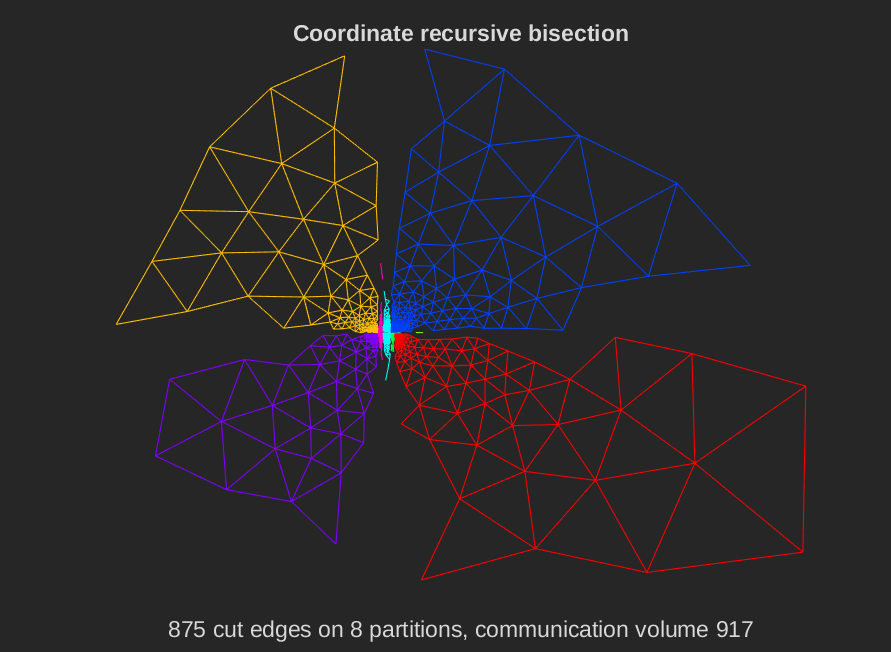 Coordinate recursive bisection
875 cut edges on 8 partitions, communication volume 917